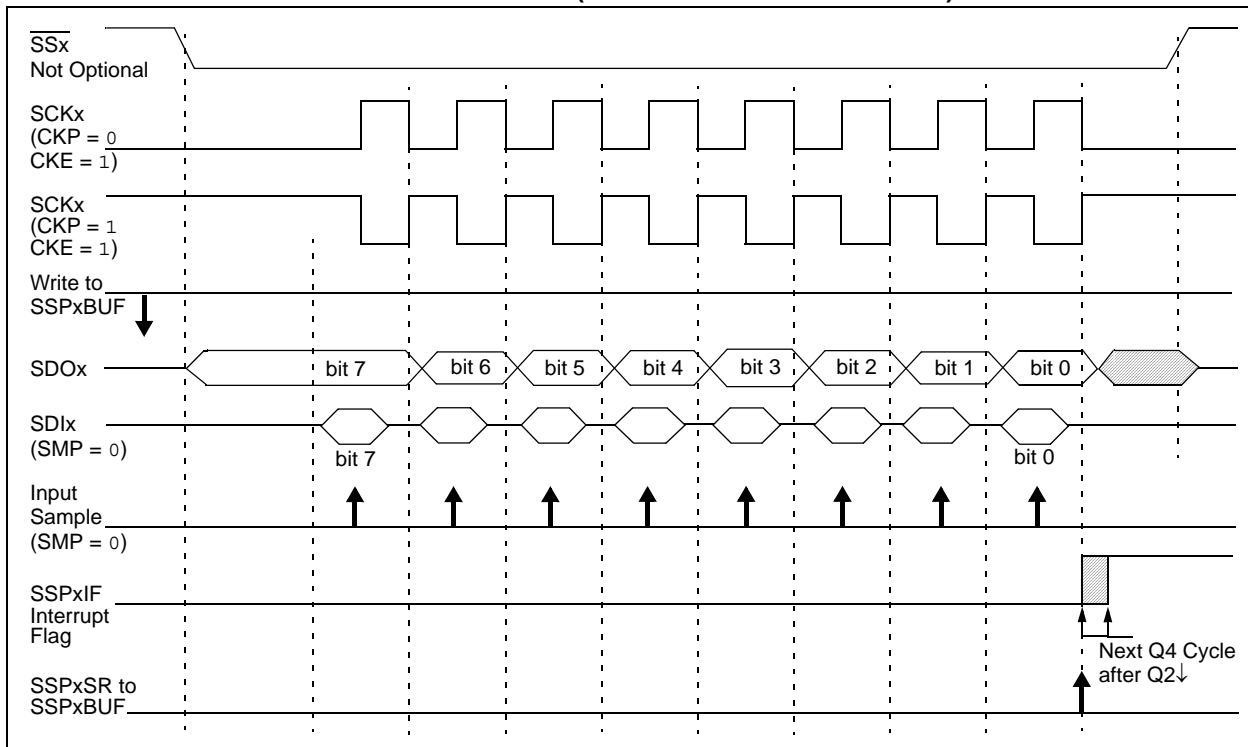 SSx
Not Optional
SCKx
(CKP = 0
CKE = 1)
SCKx
(CKP = 1
CKE = 1)
Write to
SSPxBUF
SDOx
bit 7 bit 6 bit 5 bit 4 bit 3 bit 2 bit 1 bit 0
SDIx
(SMP = 0)
bit 7 bit 0
Input
Sample
(SMP = 0)
SSPxIF
Interrupt
Flag
Next Q4 Cycle
after Q2↓
SSPxSR to
SSPxBUF